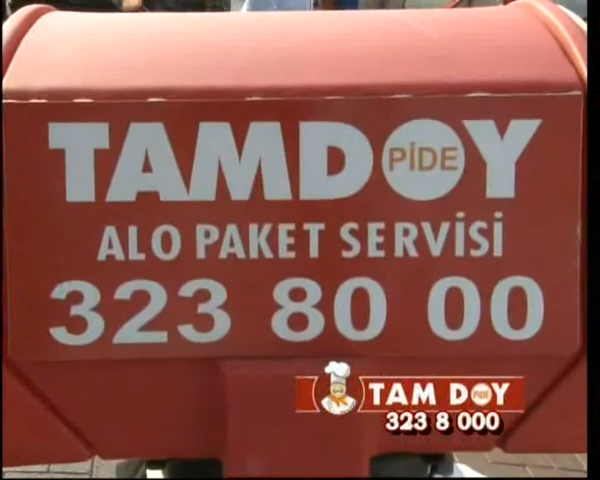 TAMDOY
PİDE
ALO PAKET SERVİSİ
323 80 00
TAM DOY
PİDE
323 8 000